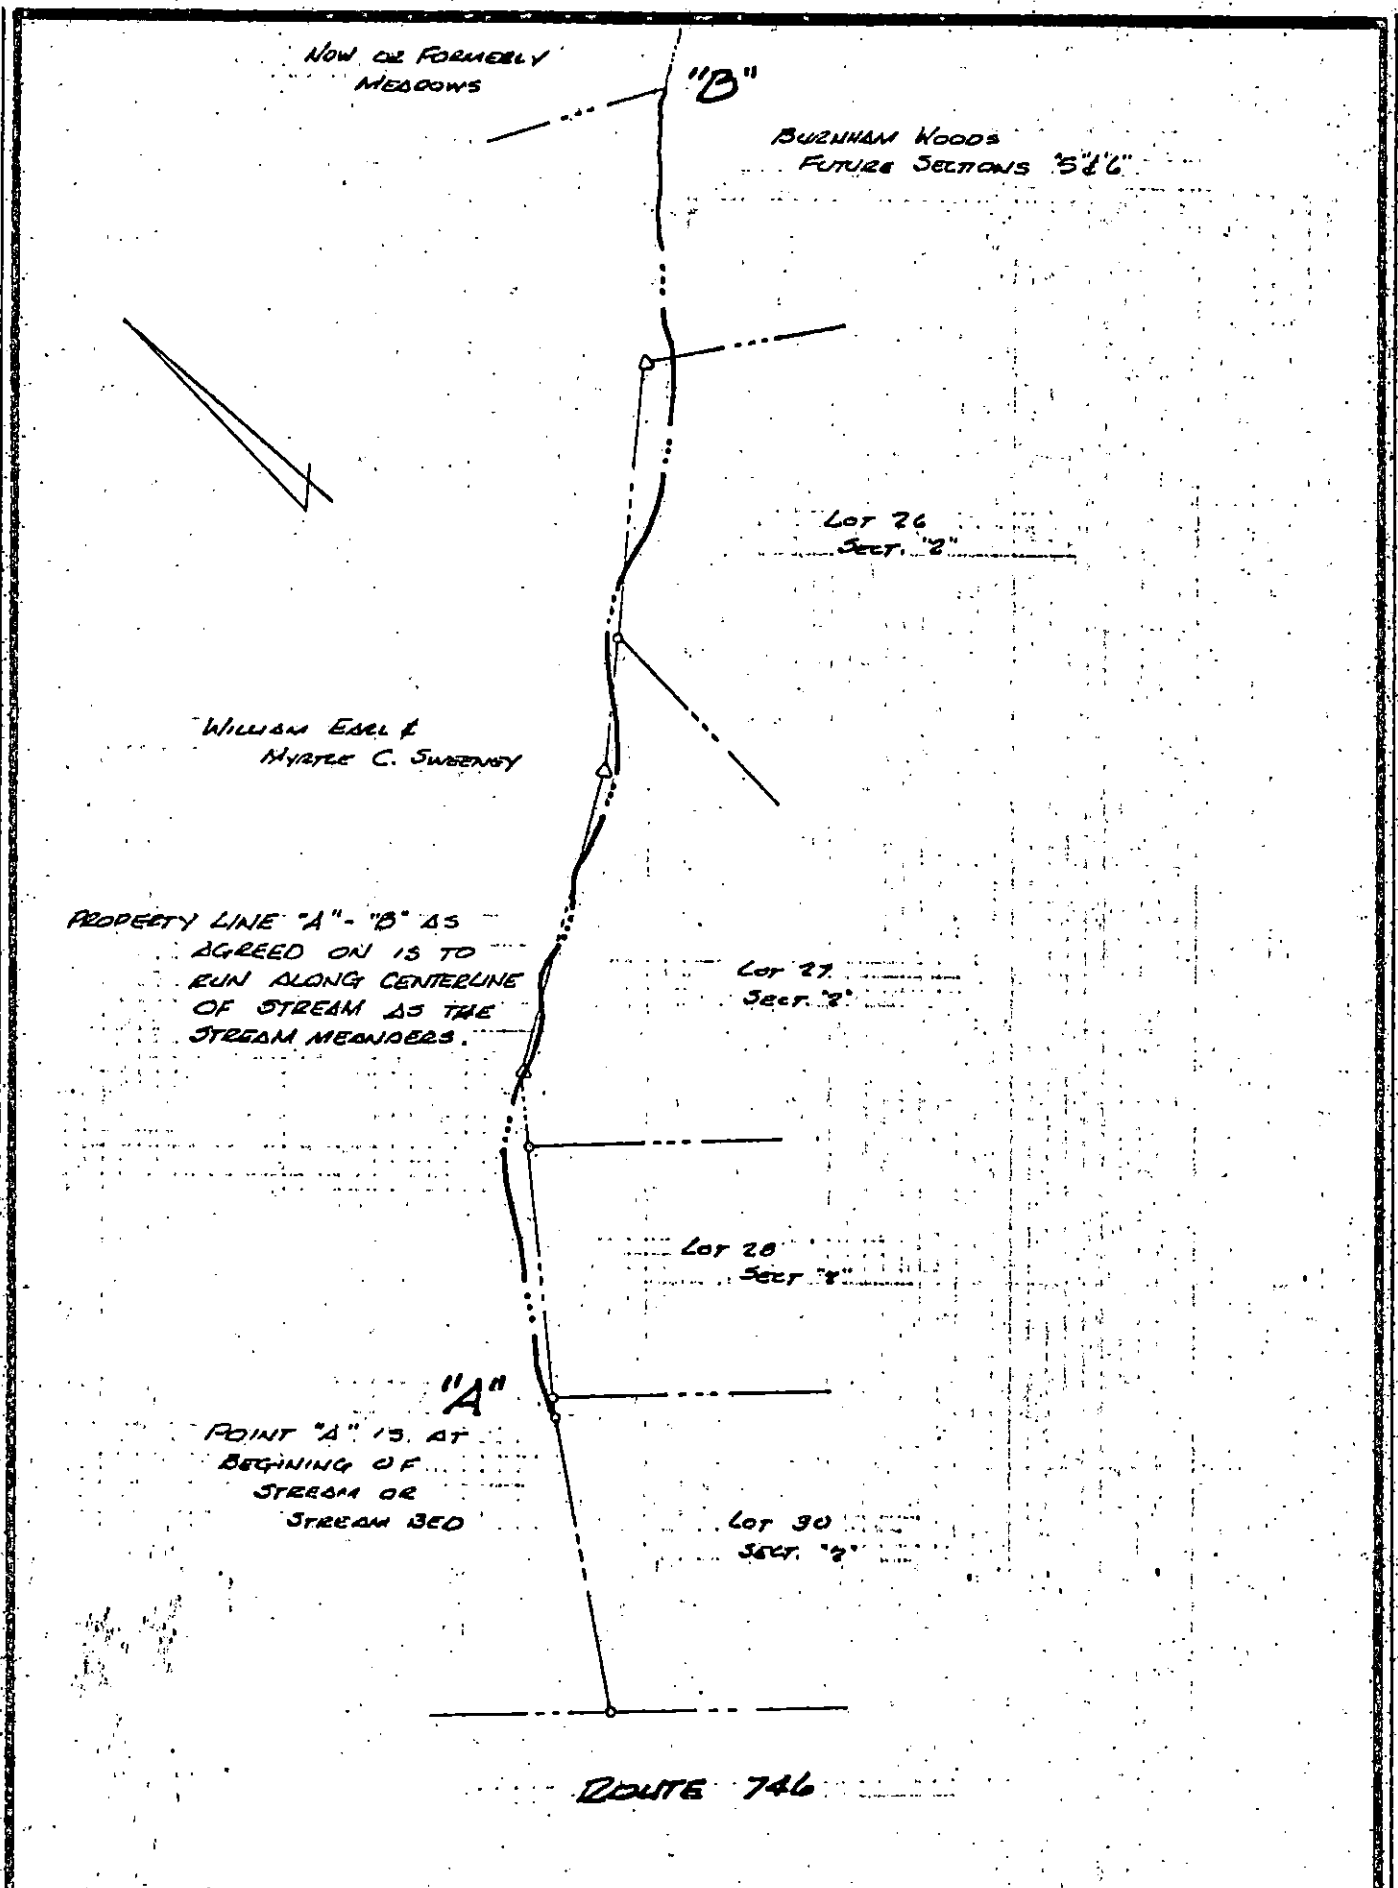 NOW OR FORMERLY
MEADOWS
"B"
BURNHAM WOODS
FUTURE SECTIONS "5"&"6"
LOT 26
SECT. "2"
WILLIAM EARL &
MYRTLE C. SWEENEY
PROPERTY LINE "A"-"B" AS
AGREED ON IS TO
RUN ALONG CENTERLINE
OF STREAM AS THE
STREAM MEANDERS.
LOT 27
SECT. "2"
LOT 28
SECT "2"
"A"
POINT "A" IS AT
BEGINING OF
STREAM OR
STREAM BED
LOT 30
SECT. "2"
ROUTE 746